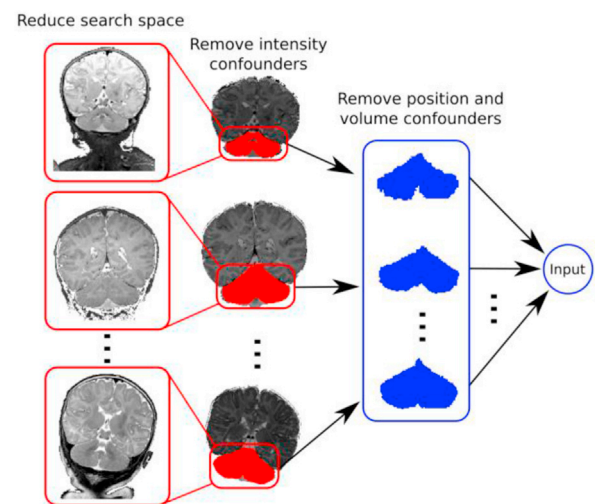 Reduce search space
Remove intensity
confounders
Remove position and
volume confounders
Input